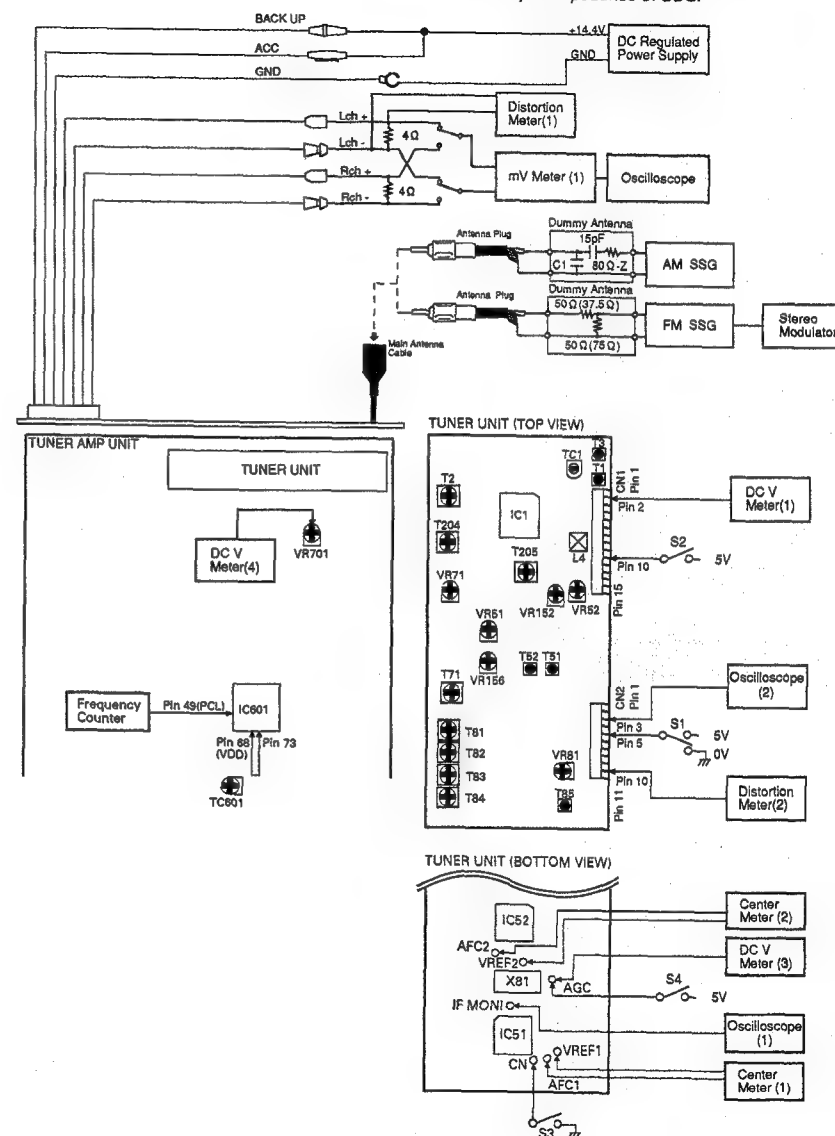 BACK UP
ACC
GND
+14.4V
GND
DC Regulated
Power Supply
Lch +
Lch -
Rch +
Rch -
4Ω
4Ω
Distortion
Meter(1)
mV Meter (1)
Oscilloscope
Antenna Plug
Dummy Antenna
15pF
C1
80Ω-Z
AM SSG
Antenna Plug
Dummy Antenna
50Ω(37.5Ω)
50Ω(75Ω)
FM SSG
Stereo
Modulator
Main Antenna
Cable
TUNER AMP UNIT
TUNER UNIT
DC V
Meter(4)
VR701
Frequency
Counter
Pin 49(PCL)
IC601
Pin 68
(VDD)
Pin 73
TC601
TUNER UNIT (TOP VIEW)
T3
TC1
T1
T2
IC1
T204
T205
L4
VR71
VR152
VR52
VR51
VR156
T52
T51
T71
T81
T82
T83
T84
VR81
T85
CN1
Pin 1
Pin 2
Pin 10
Pin 15
DC V
Meter(1)
S2
5V
CN2
Pin 1
Pin 3
Pin 5
Pin 10
Pin 11
Oscilloscope
(2)
S1
5V
0V
Distortion
Meter(2)
TUNER UNIT (BOTTOM VIEW)
IC52
AFC2
VREF2
X81
AGC
IF MONI
IC51
VREF1
CN
AFC1
S3
Center
Meter (2)
DC V
Meter (3)
S4
5V
Oscilloscope
(1)
Center
Meter (1)